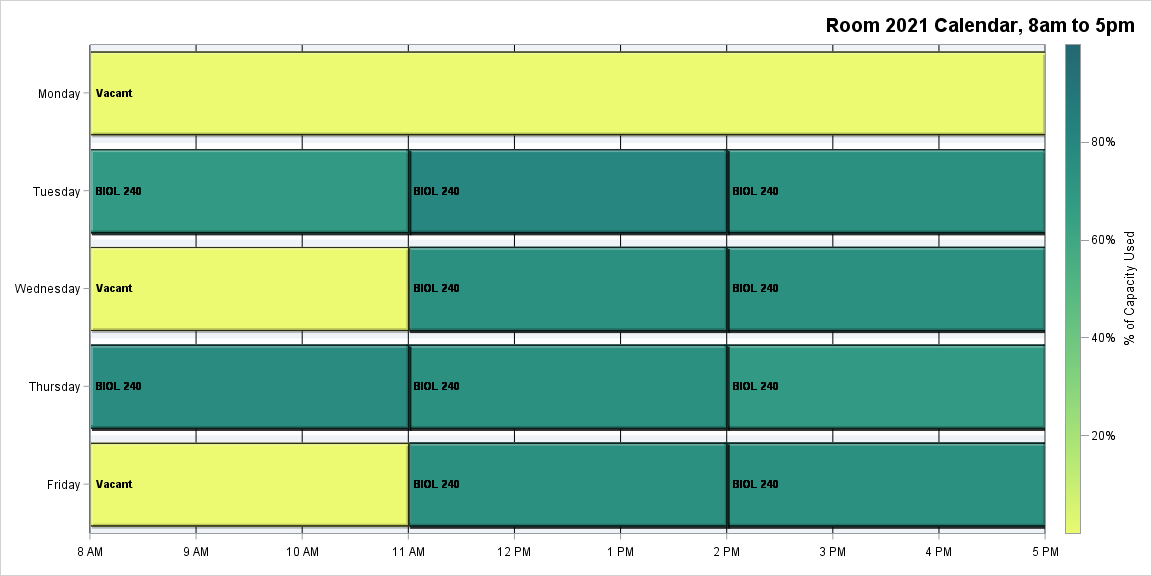 Room 2021 Calendar, 8am to 5pm
Monday
Vacant
Tuesday
BIOL 240
BIOL 240
BIOL 240
Wednesday
Vacant
BIOL 240
BIOL 240
Thursday
BIOL 240
BIOL 240
BIOL 240
Friday
Vacant
BIOL 240
BIOL 240
8 AM
9 AM
10 AM
11 AM
12 PM
1 PM
2 PM
3 PM
4 PM
5 PM
80%
60%
40%
20%
% of Capacity Used